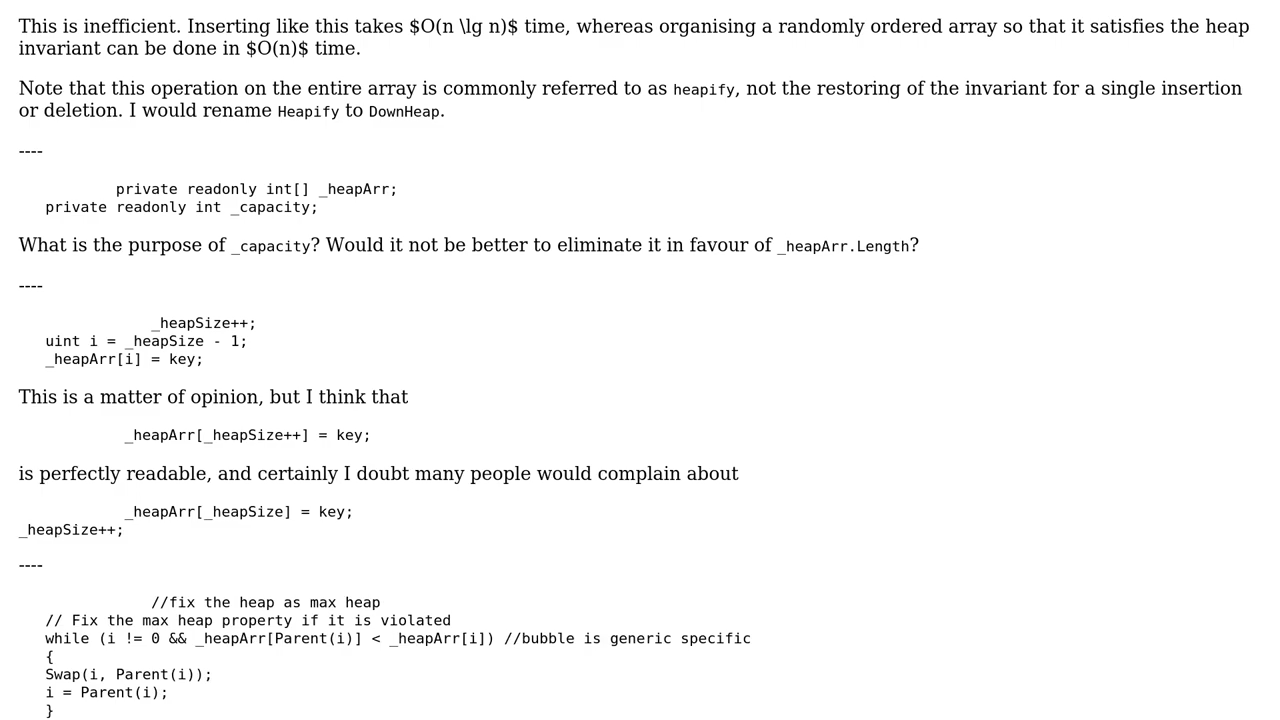 This is inefficient. Inserting like this takes $O(n \lg n)$ time, whereas organising a randomly ordered array so that it satisfies the heap
invariant can be done in $O(n)$ time.
Note that this operation on the entire array is commonly referred to as heapify, not the restoring of the invariant for a single insertion
or deletion. I would rename Heapify to DownHeap.
----
private readonly int[] _heapArr;
private readonly int _capacity;
What is the purpose of _capacity? Would it not be better to eliminate it in favour of _heapArr.Length?
----
_heapSize++;
uint i = _heapSize - 1;
_heapArr[i] = key;
This is a matter of opinion, but I think that
_heapArr[_heapSize++] = key;
is perfectly readable, and certainly I doubt many people would complain about
_heapArr[_heapSize] = key;
_heapSize++;
----
//fix the heap as max heap
// Fix the max heap property if it is violated
while (i != 0 && _heapArr[Parent(i)] < _heapArr[i]) //bubble is generic specific
{
Swap(i, Parent(i));
i = Parent(i);
}